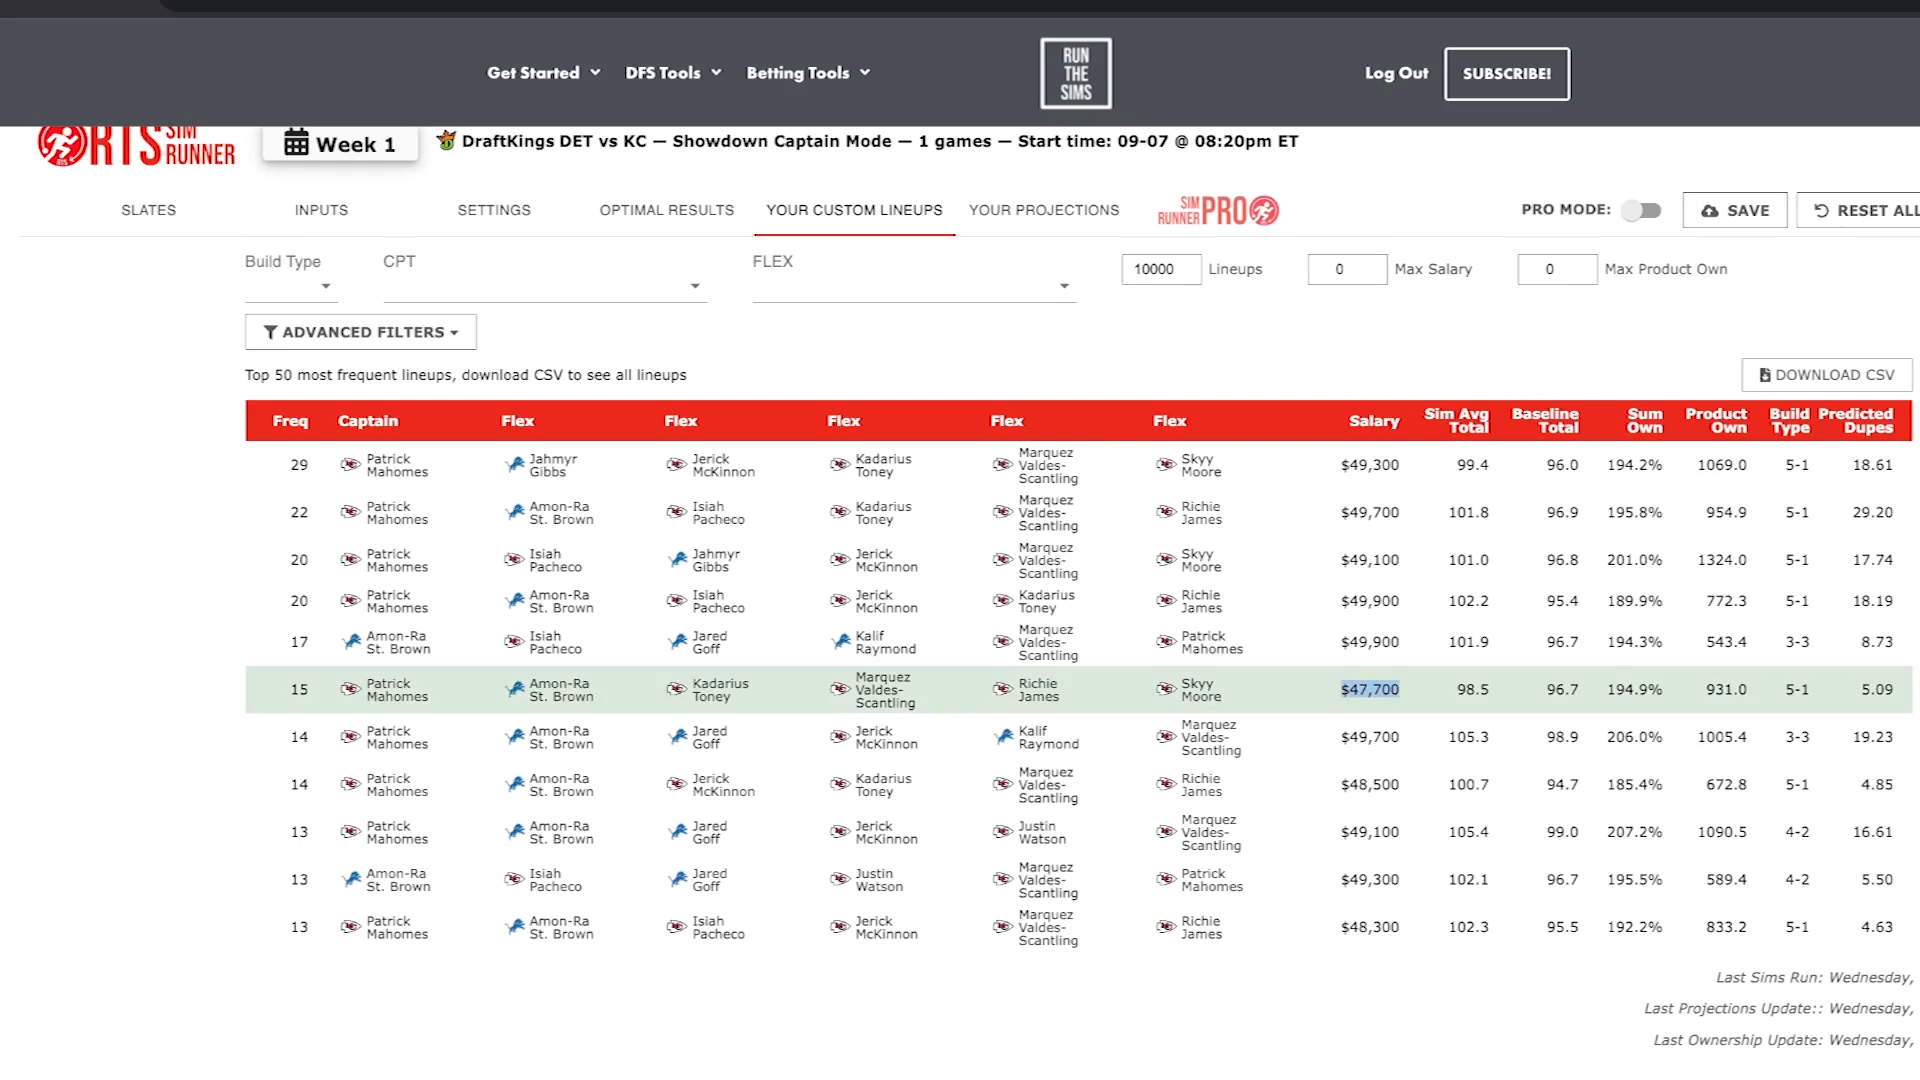 Get Started
DFS Tools
Betting Tools
RUN
THE
SIMS
Log Out
SUBSCRIBE!
RTS SIM RUNNER
Week 1
DraftKings DET vs KC — Showdown Captain Mode — 1 games — Start time: 09-07 @ 08:20pm ET
SLATES
INPUTS
SETTINGS
OPTIMAL RESULTS
YOUR CUSTOM LINEUPS
YOUR PROJECTIONS
SIM RUNNER PRO
PRO MODE:
SAVE
RESET ALL
Build Type
CPT
FLEX
10000 Lineups
0 Max Salary
0 Max Product Own
ADVANCED FILTERS
Top 50 most frequent lineups, download CSV to see all lineups
DOWNLOAD CSV
Freq Captain Flex Flex Flex Flex Flex Salary Sim Avg Total Baseline Total Sum Own Product Own Build Type Predicted Dupes
29 Patrick Mahomes Jahmyr Gibbs Jerick McKinnon Kadarius Toney Marquez Valdes-Scantling Skyy Moore $49,300 99.4 96.0 194.2% 1069.0 5-1 18.61
22 Patrick Mahomes Amon-Ra St. Brown Isiah Pacheco Kadarius Toney Marquez Valdes-Scantling Richie James $49,700 101.8 96.9 195.8% 954.9 5-1 29.20
20 Patrick Mahomes Isiah Pacheco Jahmyr Gibbs Jerick McKinnon Marquez Valdes-Scantling Skyy Moore $49,100 101.0 96.8 201.0% 1324.0 5-1 17.74
20 Patrick Mahomes Amon-Ra St. Brown Isiah Pacheco Jerick McKinnon Kadarius Toney Richie James $49,900 102.2 95.4 189.9% 772.3 5-1 18.19
17 Amon-Ra St. Brown Isiah Pacheco Jared Goff Kalif Raymond Marquez Valdes-Scantling Patrick Mahomes $49,900 101.9 96.7 194.3% 543.4 3-3 8.73
15 Patrick Mahomes Amon-Ra St. Brown Kadarius Toney Marquez Valdes-Scantling Richie James Skyy Moore $47,700 98.5 96.7 194.9% 931.0 5-1 5.09
14 Patrick Mahomes Amon-Ra St. Brown Jared Goff Jerick McKinnon Kalif Raymond Marquez Valdes-Scantling $49,700 105.3 98.9 206.0% 1005.4 3-3 19.23
14 Patrick Mahomes Amon-Ra St. Brown Jerick McKinnon Kadarius Toney Marquez Valdes-Scantling Richie James $48,500 100.7 94.7 185.4% 672.8 5-1 4.85
13 Patrick Mahomes Amon-Ra St. Brown Jared Goff Jerick McKinnon Justin Watson Marquez Valdes-Scantling $49,100 105.4 99.0 207.2% 1090.5 4-2 16.61
13 Amon-Ra St. Brown Isiah Pacheco Jared Goff Justin Watson Marquez Valdes-Scantling Patrick Mahomes $49,300 102.1 96.7 195.5% 589.4 4-2 5.50
13 Patrick Mahomes Amon-Ra St. Brown Isiah Pacheco Jerick McKinnon Marquez Valdes-Scantling Richie James $48,300 102.3 95.5 192.2% 833.2 5-1 4.63
Last Sims Run: Wednesday,
Last Projections Update:: Wednesday,
Last Ownership Update: Wednesday,